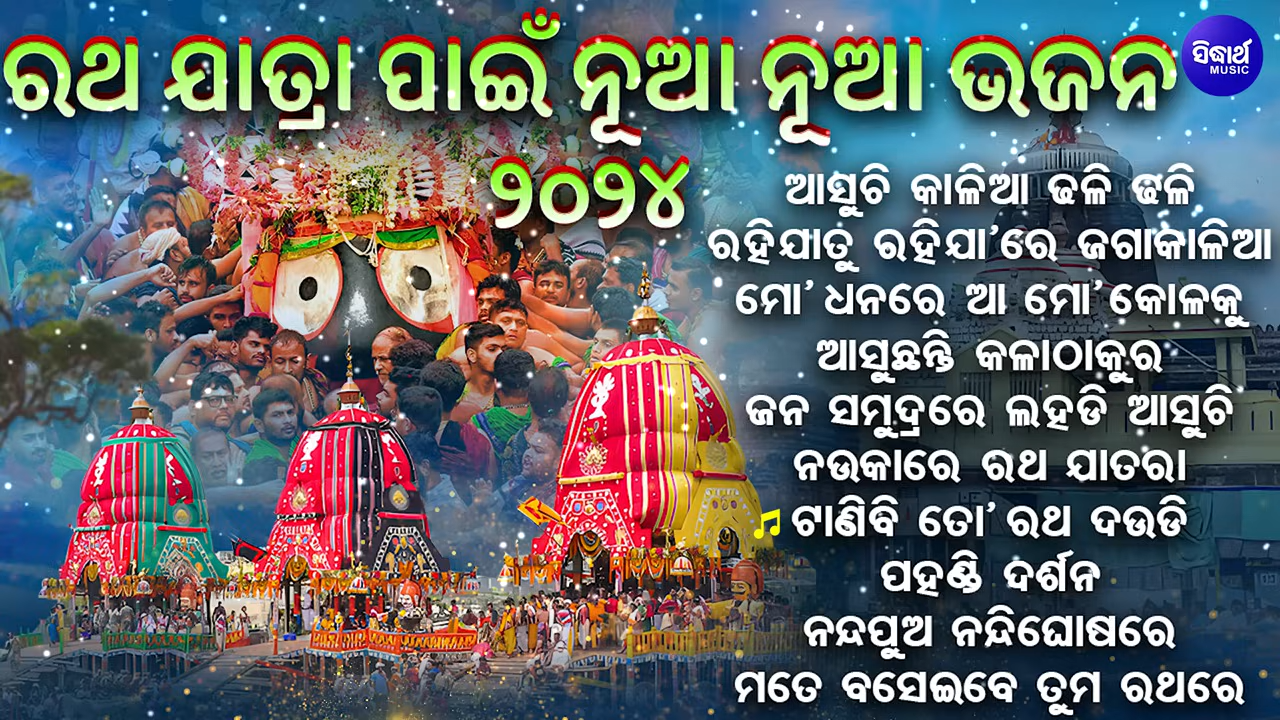 ରଥ ଯାତ୍ରା ପାଇଁ ନୂଆ ନୂଆ ଭଜନ
ସିଦ୍ଧାର୍ଥ
MUSIC
୨୦୨୪
ଆସୁଚି କାଳିଆ ଢଳି ଢଳି
ରହିଯାତୁ ରହିଯା'ରେ ଜଗାକାଳିଆ
ମୋ' ଧନରେ ଆ ମୋ' କୋଳକୁ
ଆସୁଛନ୍ତି କଳାଠାକୁର
ଜନ ସମୁଦ୍ରରେ ଲହଡି ଆସୁଚି
ନଉକାରେ ରଥ ଯାତରା
ଟାଣିବି ତୋ' ରଥ ଦଉଡି
ପହଣ୍ଡି ଦର୍ଶନ
ନନ୍ଦପୁଅ ନନ୍ଦିଘୋଷରେ
ମତେ ବସେଇବେ ତୁମ ରଥରେ